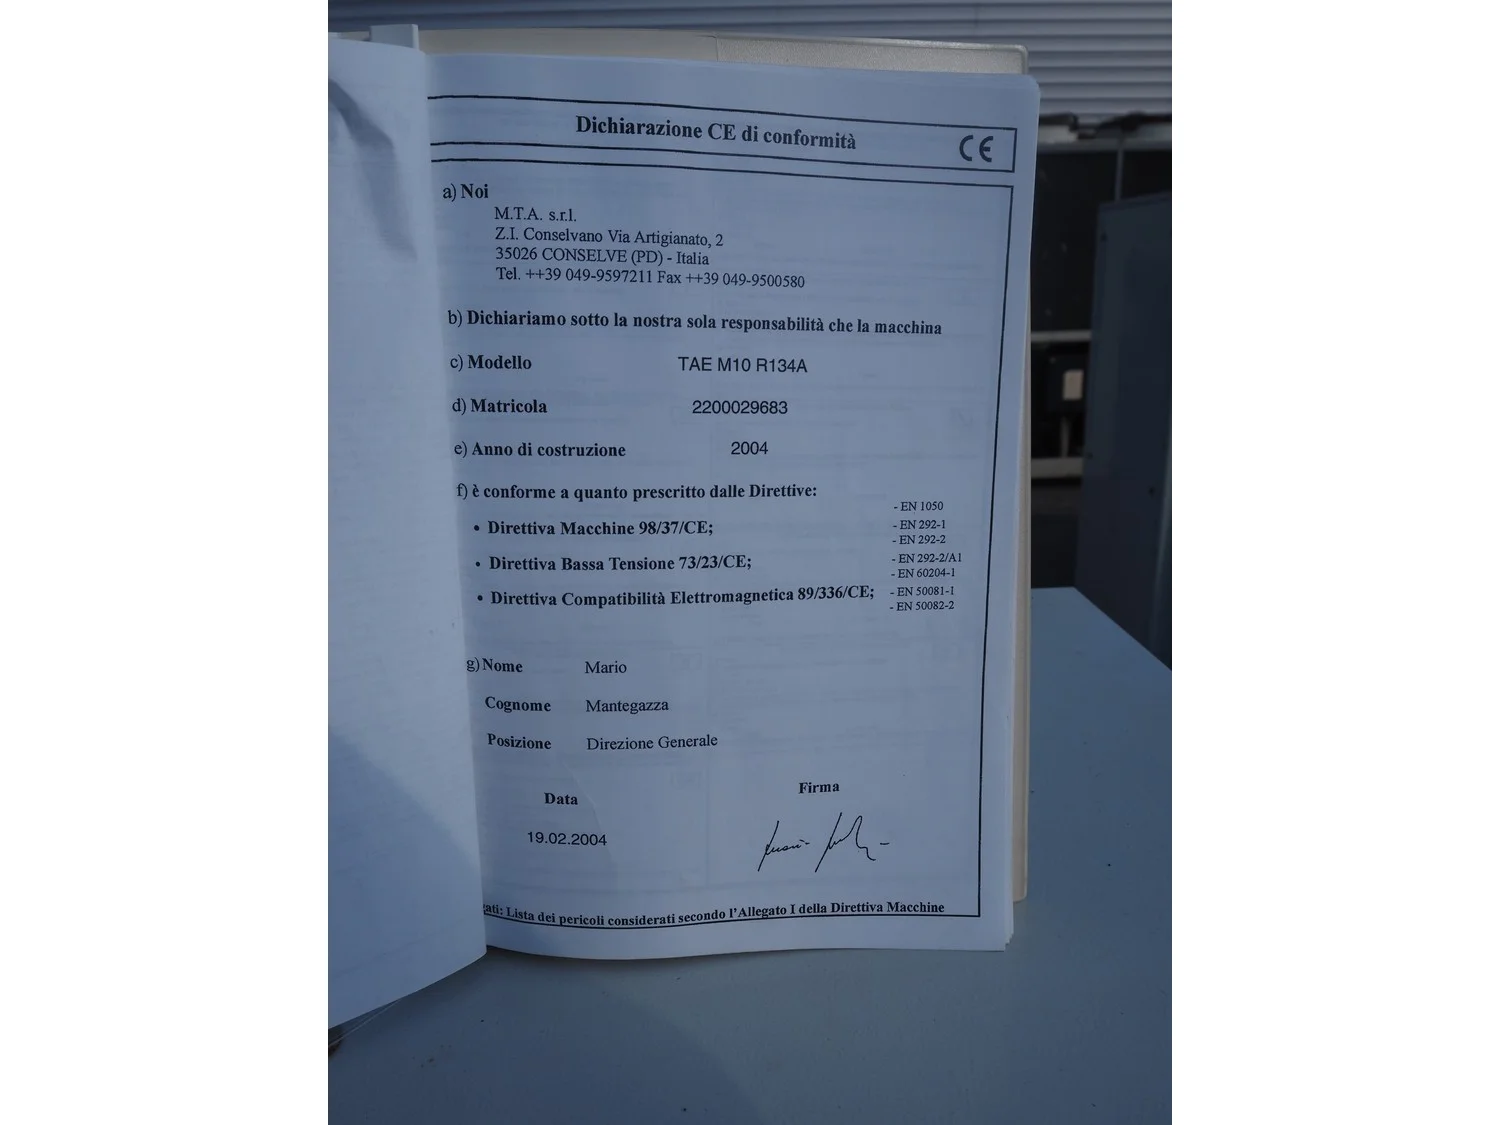 Dichiarazione CE di conformità
CE
a) Noi
M.T.A. s.r.l.
Z.I. Conselvano Via Artigianato, 2
35026 CONSELVE (PD) - Italia
Tel. ++39 049-9597211 Fax ++39 049-9500580
b) Dichiariamo sotto la nostra sola responsabilità che la macchina
c) Modello TAE M10 R134A
d) Matricola 2200029683
e) Anno di costruzione 2004
f) è conforme a quanto prescritto dalle Direttive:
- EN 1050
• Direttiva Macchine 98/37/CE; - EN 292-1
- EN 292-2
• Direttiva Bassa Tensione 73/23/CE; - EN 292-2/A1
- EN 60204-1
• Direttiva Compatibilità Elettromagnetica 89/336/CE; - EN 50081-1
- EN 50082-2
g) Nome Mario
Cognome Mantegazza
Posizione Direzione Generale
Data Firma
19.02.2004
Lista dei pericoli considerati secondo l'Allegato I della Direttiva Macchine